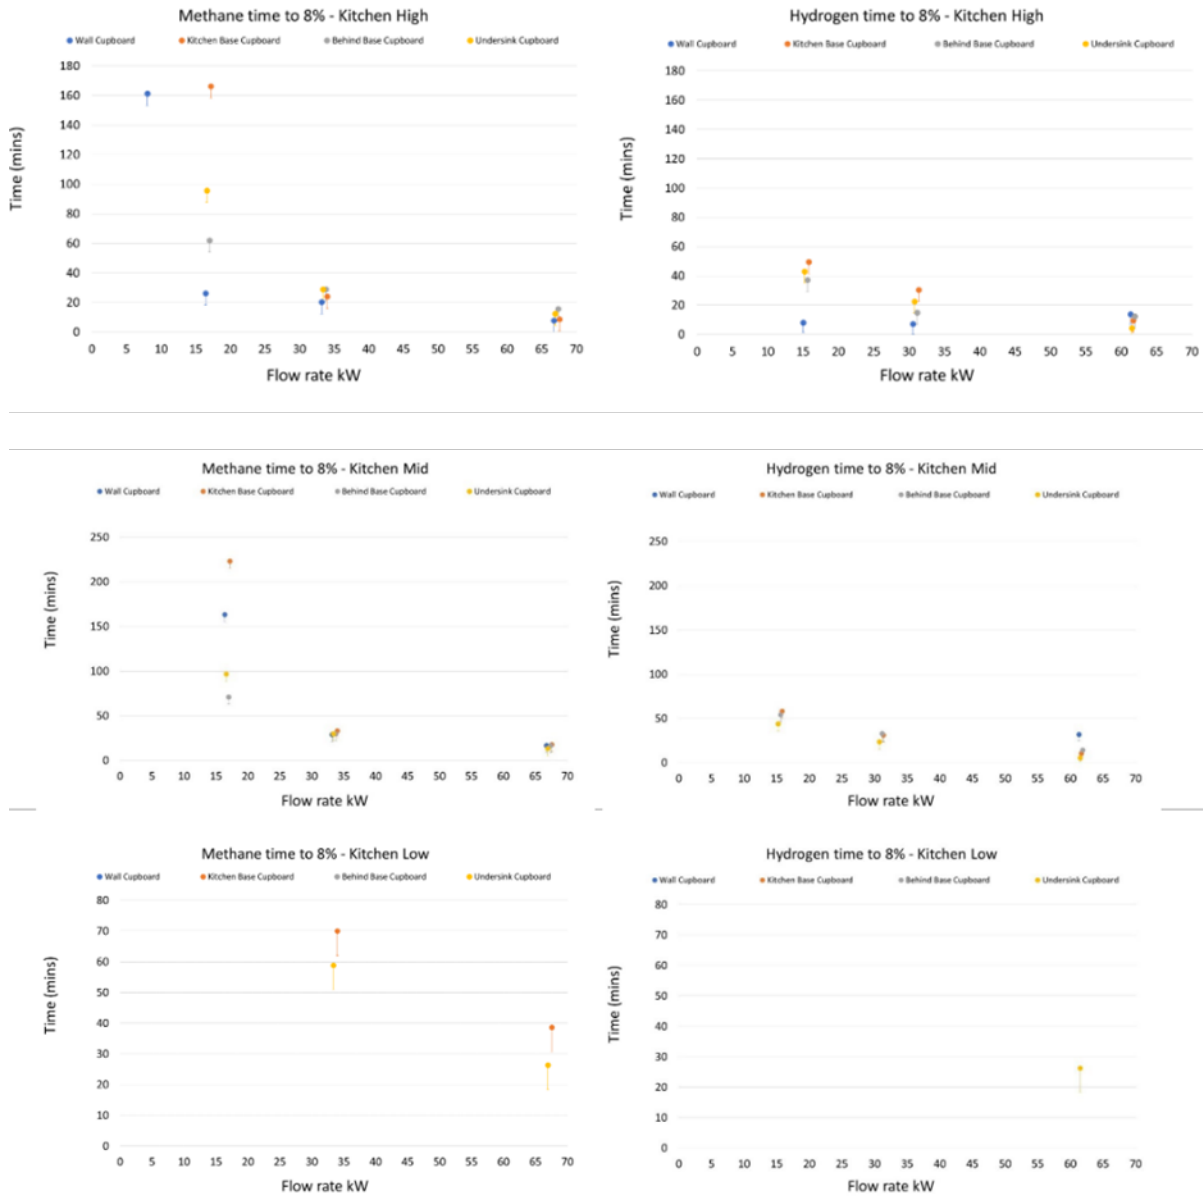 Methane time to 8% - Kitchen High
Wall Cupboard Kitchen Base Cupboard Behind Base Cupboard Undersink Cupboard
180
160
140
120
100
80
60
40
20
0
Time (mins)
0 5 10 15 20 25 30 35 40 45 50 55 60 65 70
Flow rate kW
Hydrogen time to 8% - Kitchen High
Wall Cupboard Kitchen Base Cupboard Behind Base Cupboard Undersink Cupboard
180
160
140
120
100
80
60
40
20
0
Time (mins)
0 5 10 15 20 25 30 35 40 45 50 55 60 65 70
Flow rate kW
Methane time to 8% - Kitchen Mid
Wall Cupboard Kitchen Base Cupboard Behind Base Cupboard Undersink Cupboard
250
200
150
100
50
0
Time (mins)
0 5 10 15 20 25 30 35 40 45 50 55 60 65 70
Flow rate kW
Hydrogen time to 8% - Kitchen Mid
Wall Cupboard Kitchen Base Cupboard Behind Base Cupboard Undersink Cupboard
250
200
150
100
50
0
Time (mins)
0 5 10 15 20 25 30 35 40 45 50 55 60 65 70
Flow rate kW
Methane time to 8% - Kitchen Low
Wall Cupboard Kitchen Base Cupboard Behind Base Cupboard Undersink Cupboard
80
70
60
50
40
30
20
10
0
Time (mins)
0 5 10 15 20 25 30 35 40 45 50 55 60 65 70
Flow rate kW
Hydrogen time to 8% - Kitchen Low
Wall Cupboard Kitchen Base Cupboard Behind Base Cupboard Undersink Cupboard
80
70
60
50
40
30
20
10
0
Time (mins)
0 5 10 15 20 25 30 35 40 45 50 55 60 65 70
Flow rate kW